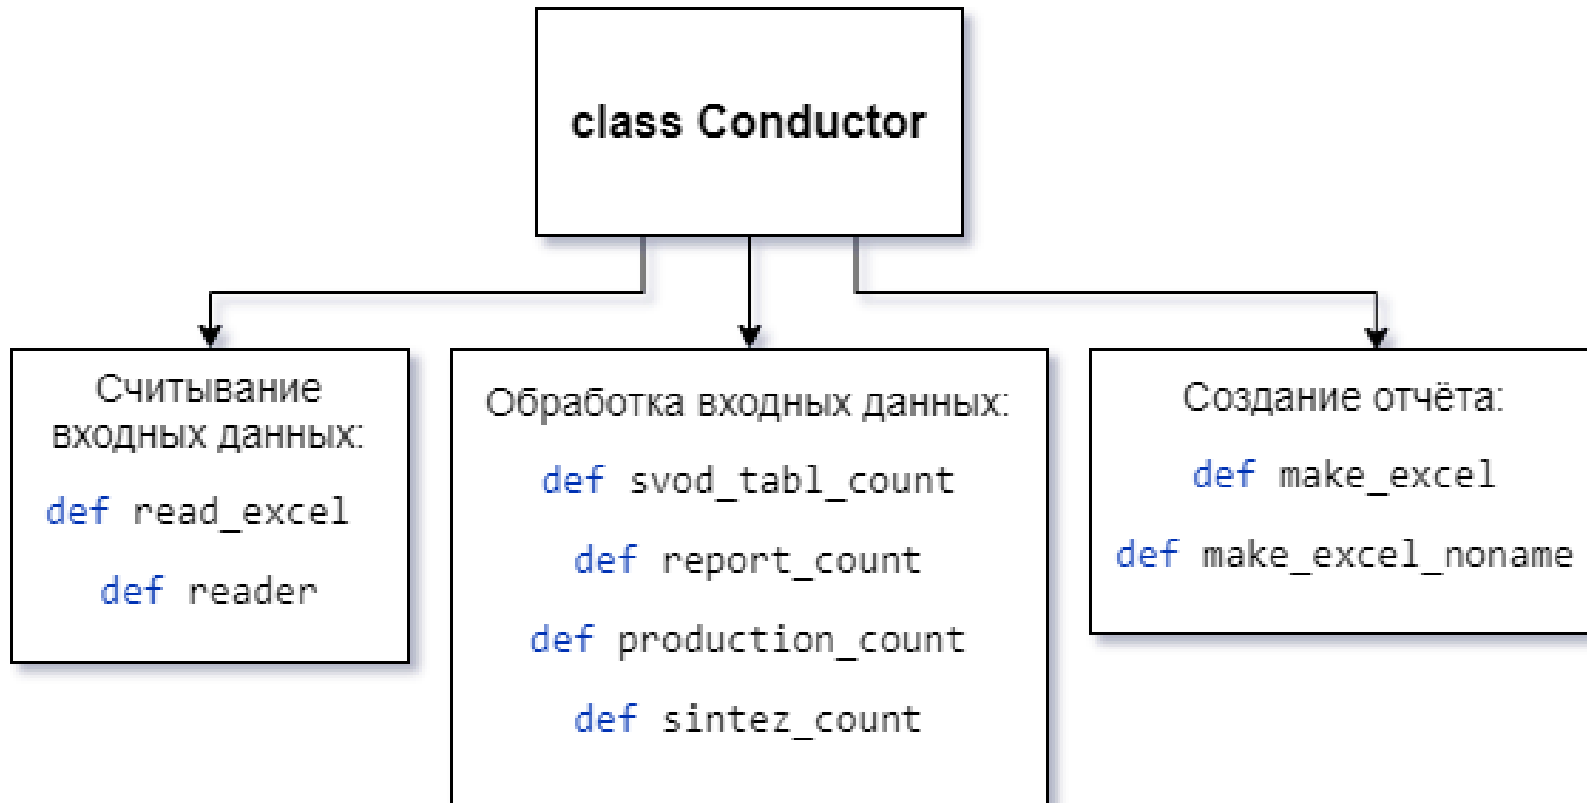 class Conductor
Считывание
входных данных:
def read_excel
def reader
Обработка входных данных:
def svod_tabl_count
def report_count
def production_count
def sintez_count
Создание отчёта:
def make_excel
def make_excel_noname